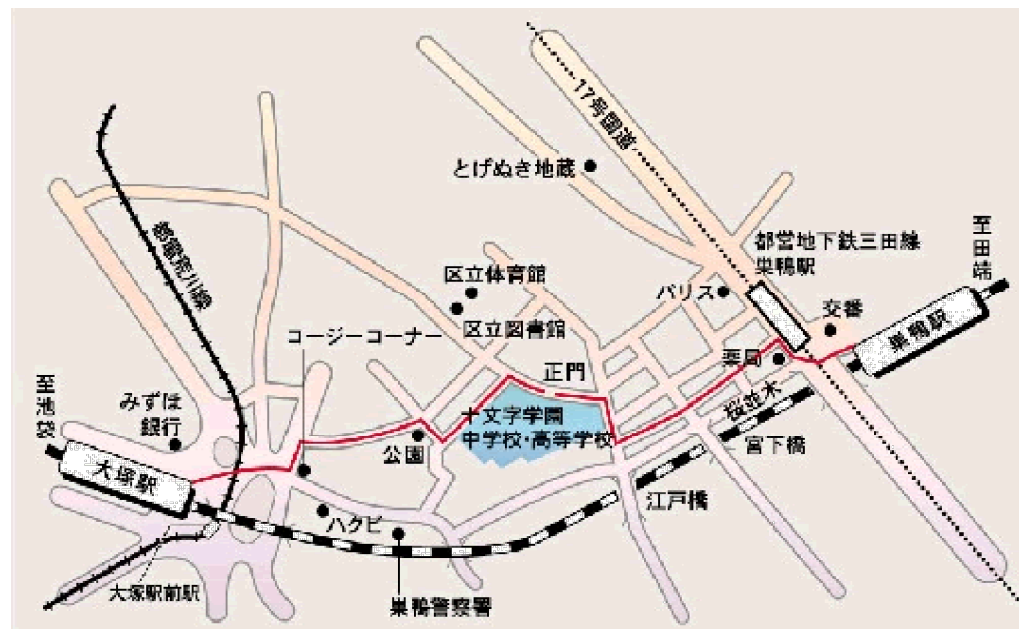 17号国道
とげぬき地蔵
都電荒川線
都営地下鉄三田線
巣鴨駅
至田端
区立体育館
パリス
交番
区立図書館
巣鴨駅
コージーコーナー
正門
薬局
至池袋
みずほ
銀行
桜並木
十文字学園
中学校・高等学校
公園
宮下橋
大塚駅
江戸橋
ハクビ
大塚駅前駅
巣鴨警察署